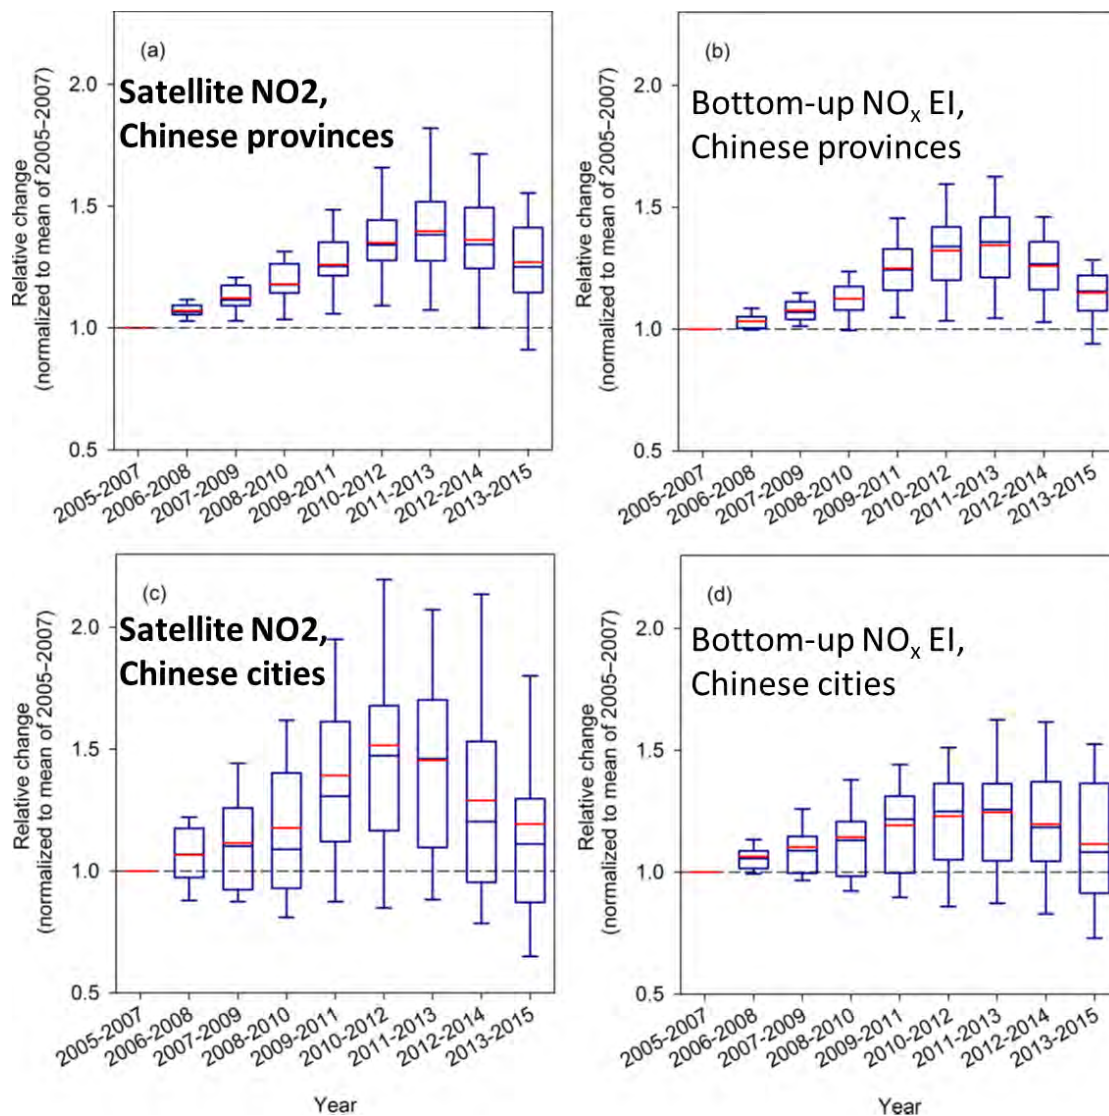 (a)
Satellite NO2,
Chinese provinces
Relative change
(normalized to mean of 2005–2007)
2.0
1.5
1.0
0.5
2005-2007
2006-2008
2007-2009
2008-2010
2009-2011
2010-2012
2011-2013
2012-2014
2013-2015
(b)
Bottom-up NOₓ EI,
Chinese provinces
Relative change
(normalized to mean of 2005–2007)
2.0
1.5
1.0
0.5
2005-2007
2006-2008
2007-2009
2008-2010
2009-2011
2010-2012
2011-2013
2012-2014
2013-2015
(c)
Satellite NO2,
Chinese cities
Relative change
(normalized to mean of 2005–2007)
2.0
1.5
1.0
0.5
2005-2007
2006-2008
2007-2009
2008-2010
2009-2011
2010-2012
2011-2013
2012-2014
2013-2015
Year
(d)
Bottom-up NOₓ EI,
Chinese cities
Relative change
(normalized to mean of 2005–2007)
2.0
1.5
1.0
0.5
2005-2007
2006-2008
2007-2009
2008-2010
2009-2011
2010-2012
2011-2013
2012-2014
2013-2015
Year